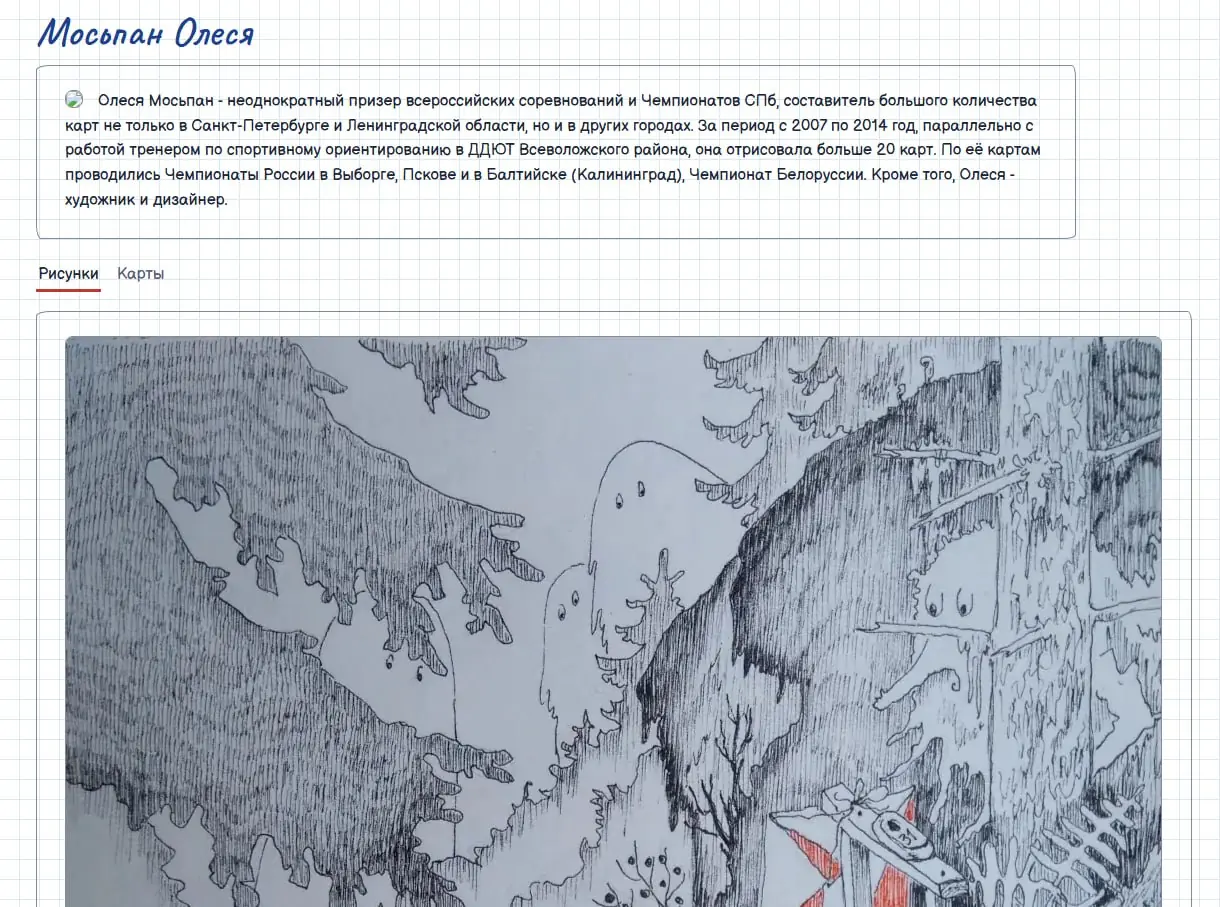 Мосьпан Олеся
Олеся Мосьпан - неоднократный призер всероссийских соревнований и Чемпионатов СПб, составитель большого количества
карт не только в Санкт-Петербурге и Ленинградской области, но и в других городах. За период с 2007 по 2014 год, параллельно с
работой тренером по спортивному ориентированию в ДДЮТ Всеволожского района, она отрисовала больше 20 карт. По её картам
проводились Чемпионаты России в Выборге, Пскове и в Балтийске (Калининград), Чемпионат Белоруссии. Кроме того, Олеся -
художник и дизайнер.
Рисунки Карты